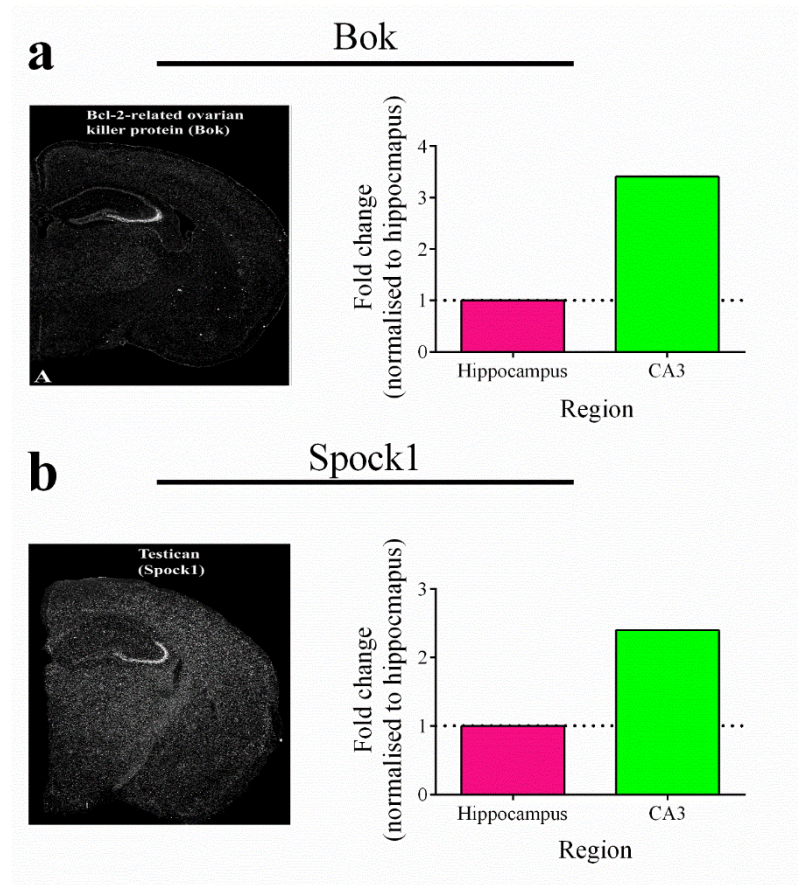 a
Bok
Bcl-2-related ovarian
killer protein (Bok)
A
Fold change
(normalised to hippocmapus)
4
3
2
1
0
Hippocampus
CA3
Region
b
Spock1
Testican
(Spock1)
Fold change
(normalised to hippocmapus)
3
2
1
0
Hippocampus
CA3
Region